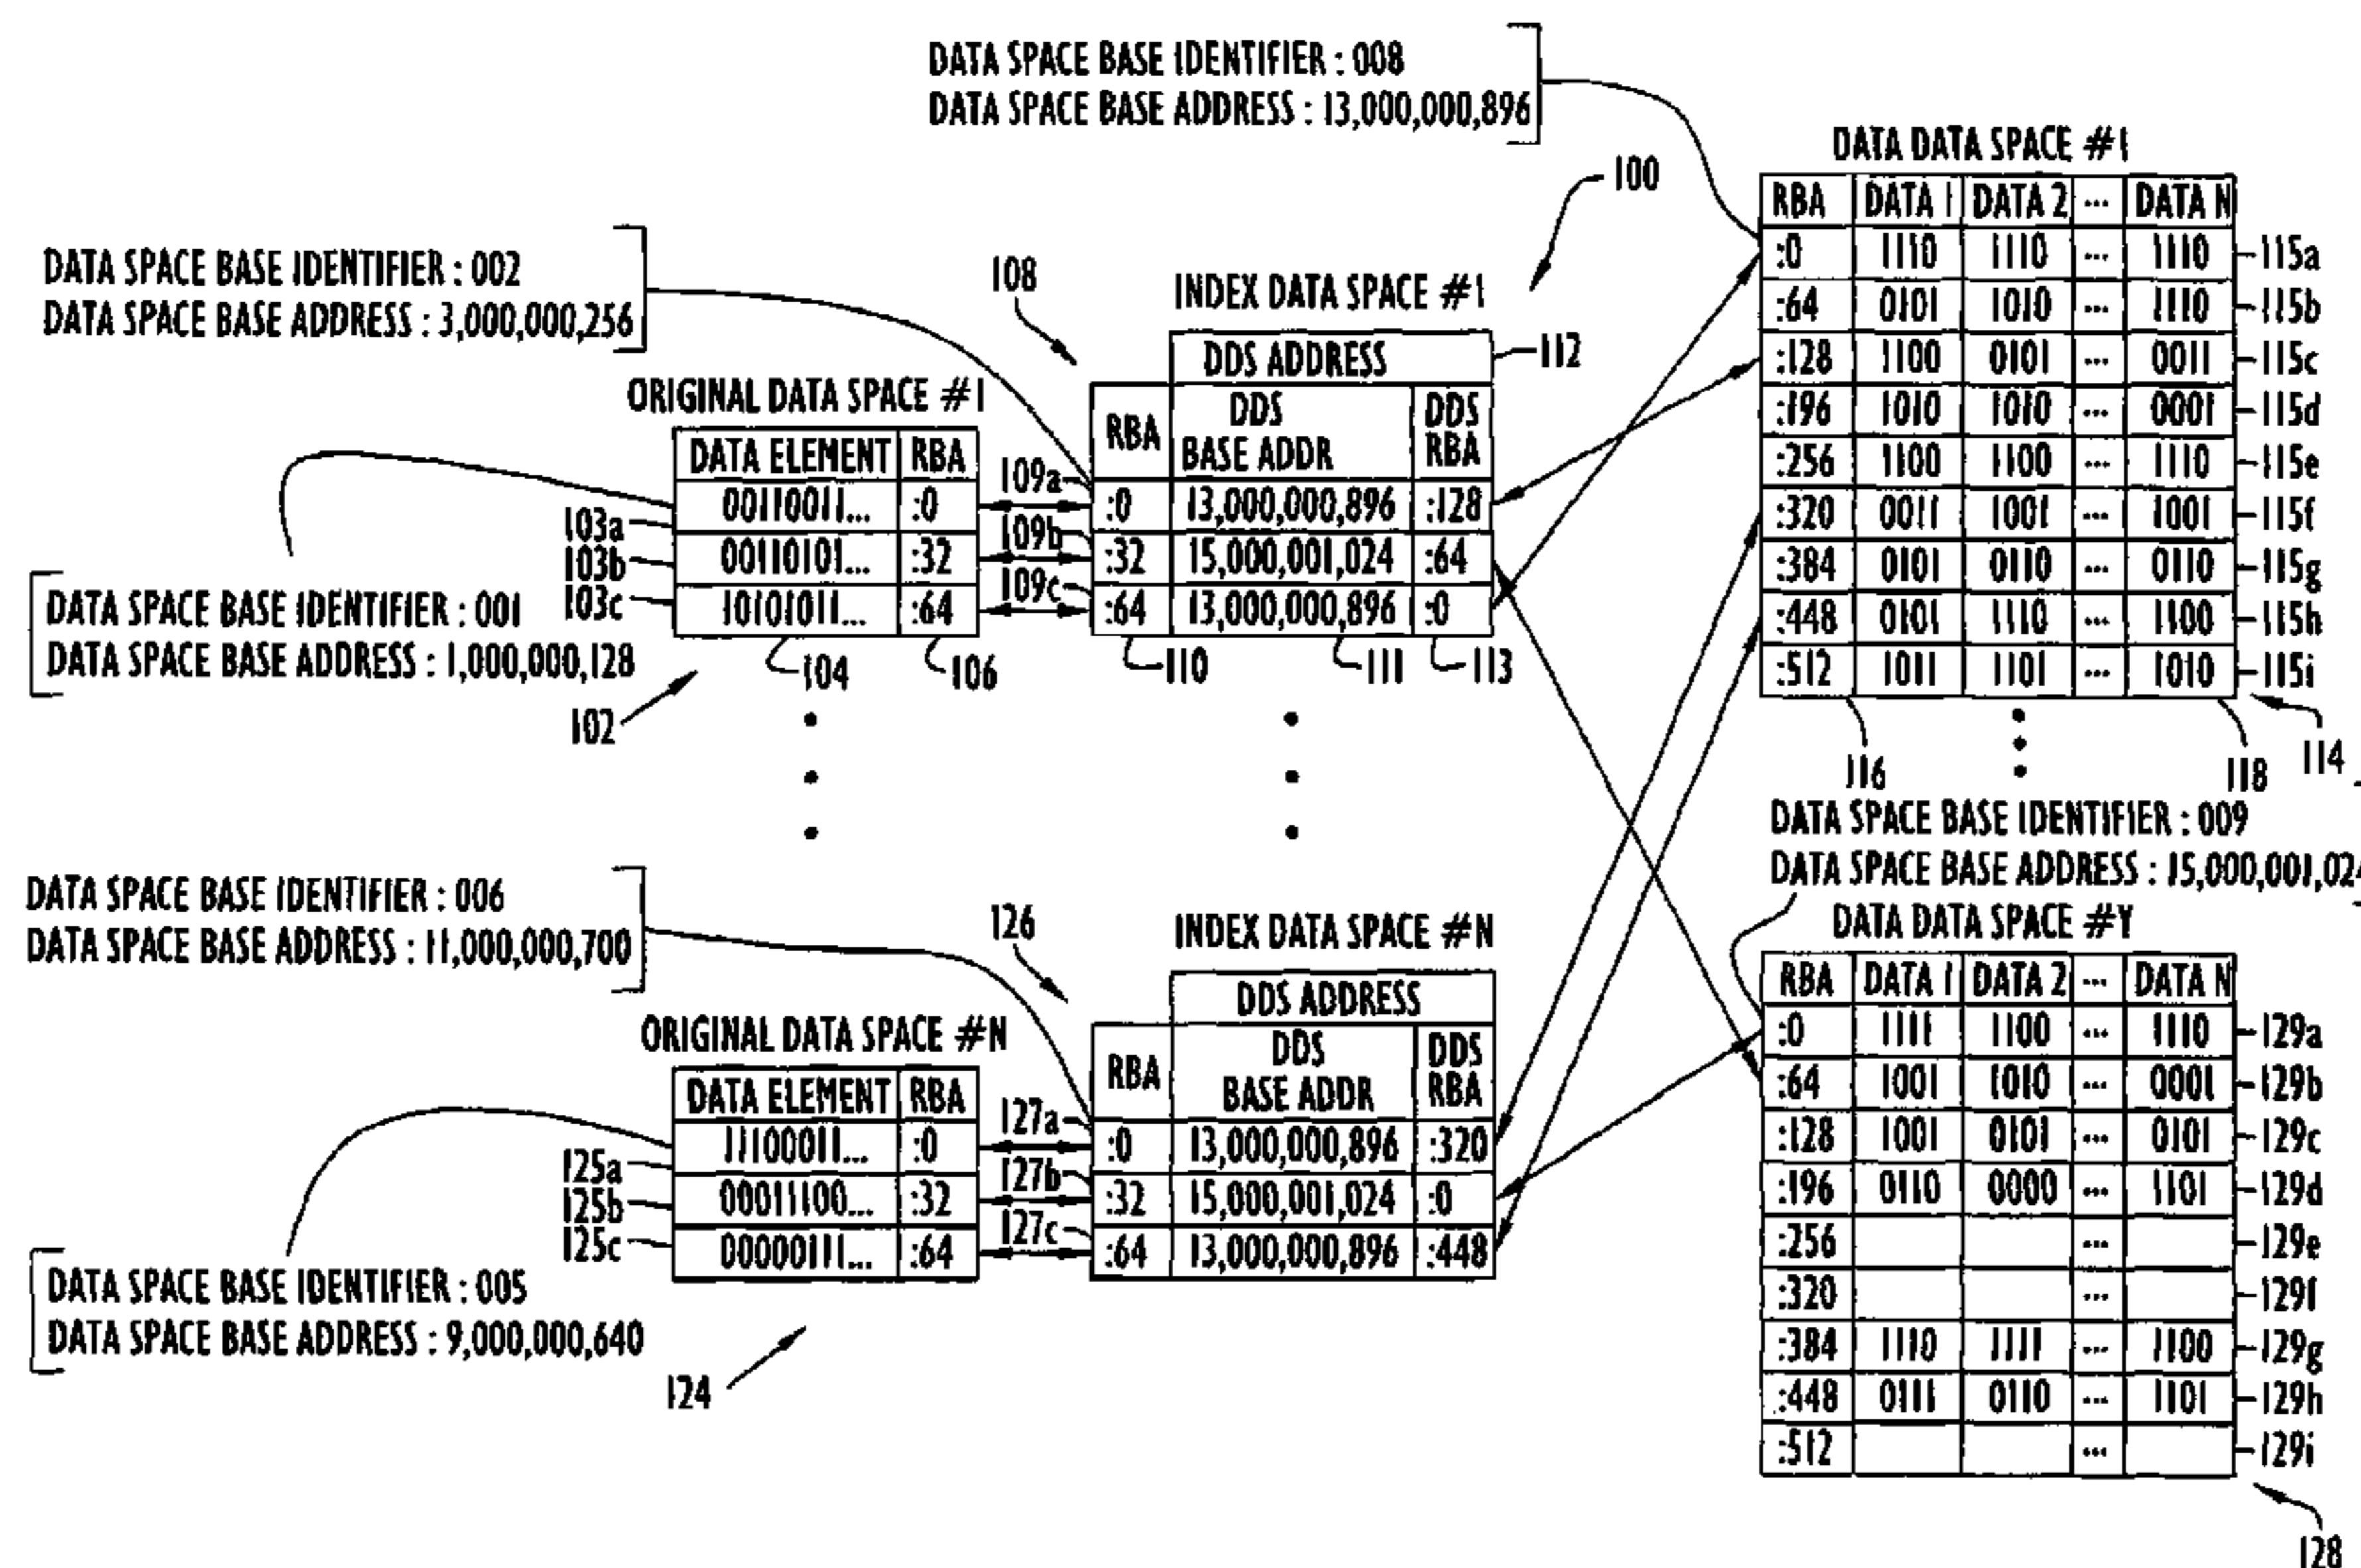 DATA SPACE BASE IDENTIFIER : 008
DATA SPACE BASE ADDRESS : 13,000,000,896
100
DATA DATA SPACE #1
RBA DATA 1 DATA 2 ... DATA N
:0 1110 1110 ... 1110 115a
:64 0101 1010 ... 1110 115b
:128 1100 0101 ... 0011 115c
:196 1010 1010 ... 0001 115d
:256 1100 1100 ... 1110 115e
:320 0011 1001 ... 1001 115f
:384 0101 0110 ... 0110 115g
:448 0101 1110 ... 1100 115h
:512 1011 1101 ... 1010 115i
116
118
114
DATA SPACE BASE IDENTIFIER : 002
DATA SPACE BASE ADDRESS : 3,000,000,256
108
INDEX DATA SPACE #1
DDS ADDRESS
112
RBA DDS BASE ADDR DDS RBA
109a :0 13,000,000,896 :128
109b :32 15,000,001,024 :64
109c :64 13,000,000,896 :0
110
111
113
ORIGINAL DATA SPACE #1
DATA ELEMENT RBA
103a 00110011... :0
103b 00110101... :32
103c 10101011... :64
104
106
102
DATA SPACE BASE IDENTIFIER : 001
DATA SPACE BASE ADDRESS : 1,000,000,128
DATA SPACE BASE IDENTIFIER : 009
DATA SPACE BASE ADDRESS : 15,000,001,024
DATA DATA SPACE #Y
RBA DATA 1 DATA 2 ... DATA N
:0 1111 1100 ... 1110 129a
:64 1001 1010 ... 0001 129b
:128 1001 0101 ... 0101 129c
:196 0110 0000 ... 1101 129d
:256 ... 129e
:320 ... 129f
:384 1110 1111 ... 1100 129g
:448 0111 0110 ... 1101 129h
:512 ... 129i
128
DATA SPACE BASE IDENTIFIER : 006
DATA SPACE BASE ADDRESS : 11,000,000,700
126
INDEX DATA SPACE #N
DDS ADDRESS
RBA DDS BASE ADDR DDS RBA
127a :0 13,000,000,896 :320
127b :32 15,000,001,024 :0
127c :64 13,000,000,896 :448
ORIGINAL DATA SPACE #N
DATA ELEMENT RBA
125a 11100011... :0
125b 00011100... :32
125c 00000111... :64
124
DATA SPACE BASE IDENTIFIER : 005
DATA SPACE BASE ADDRESS : 9,000,000,640